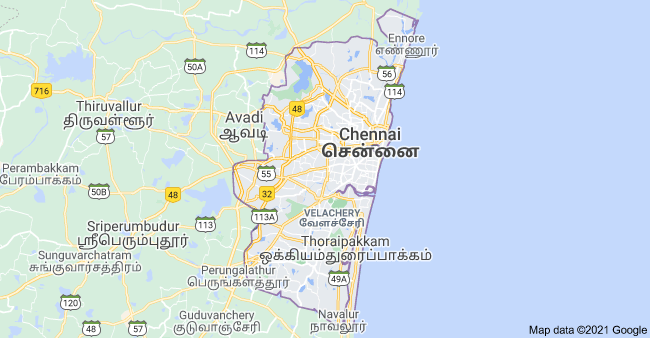 Ennore
எண்ணூர்
114
50A
56
716
114
48
Thiruvallur
திருவள்ளூர்
57
Avadi
ஆவடி
Chennai
சென்னை
Perambakkam
பேரம்பாக்கம்
50B
48
55
32
113A
113
VELACHERY
வேளச்சேரி
Sriperumbudur
ஸ்ரீபெரும்புதூர்
Thoraipakkam
ஒக்கியம்துரைப்பாக்கம்
Sunguvarchatram
சுங்குவார்சத்திரம்
Perungalathur
பெருங்களத்தூர்
49A
120
48
57
Guduvanchery
குடுவாஞ்சேரி
Navalur
நாவலூர்
Map data ©2021 Google